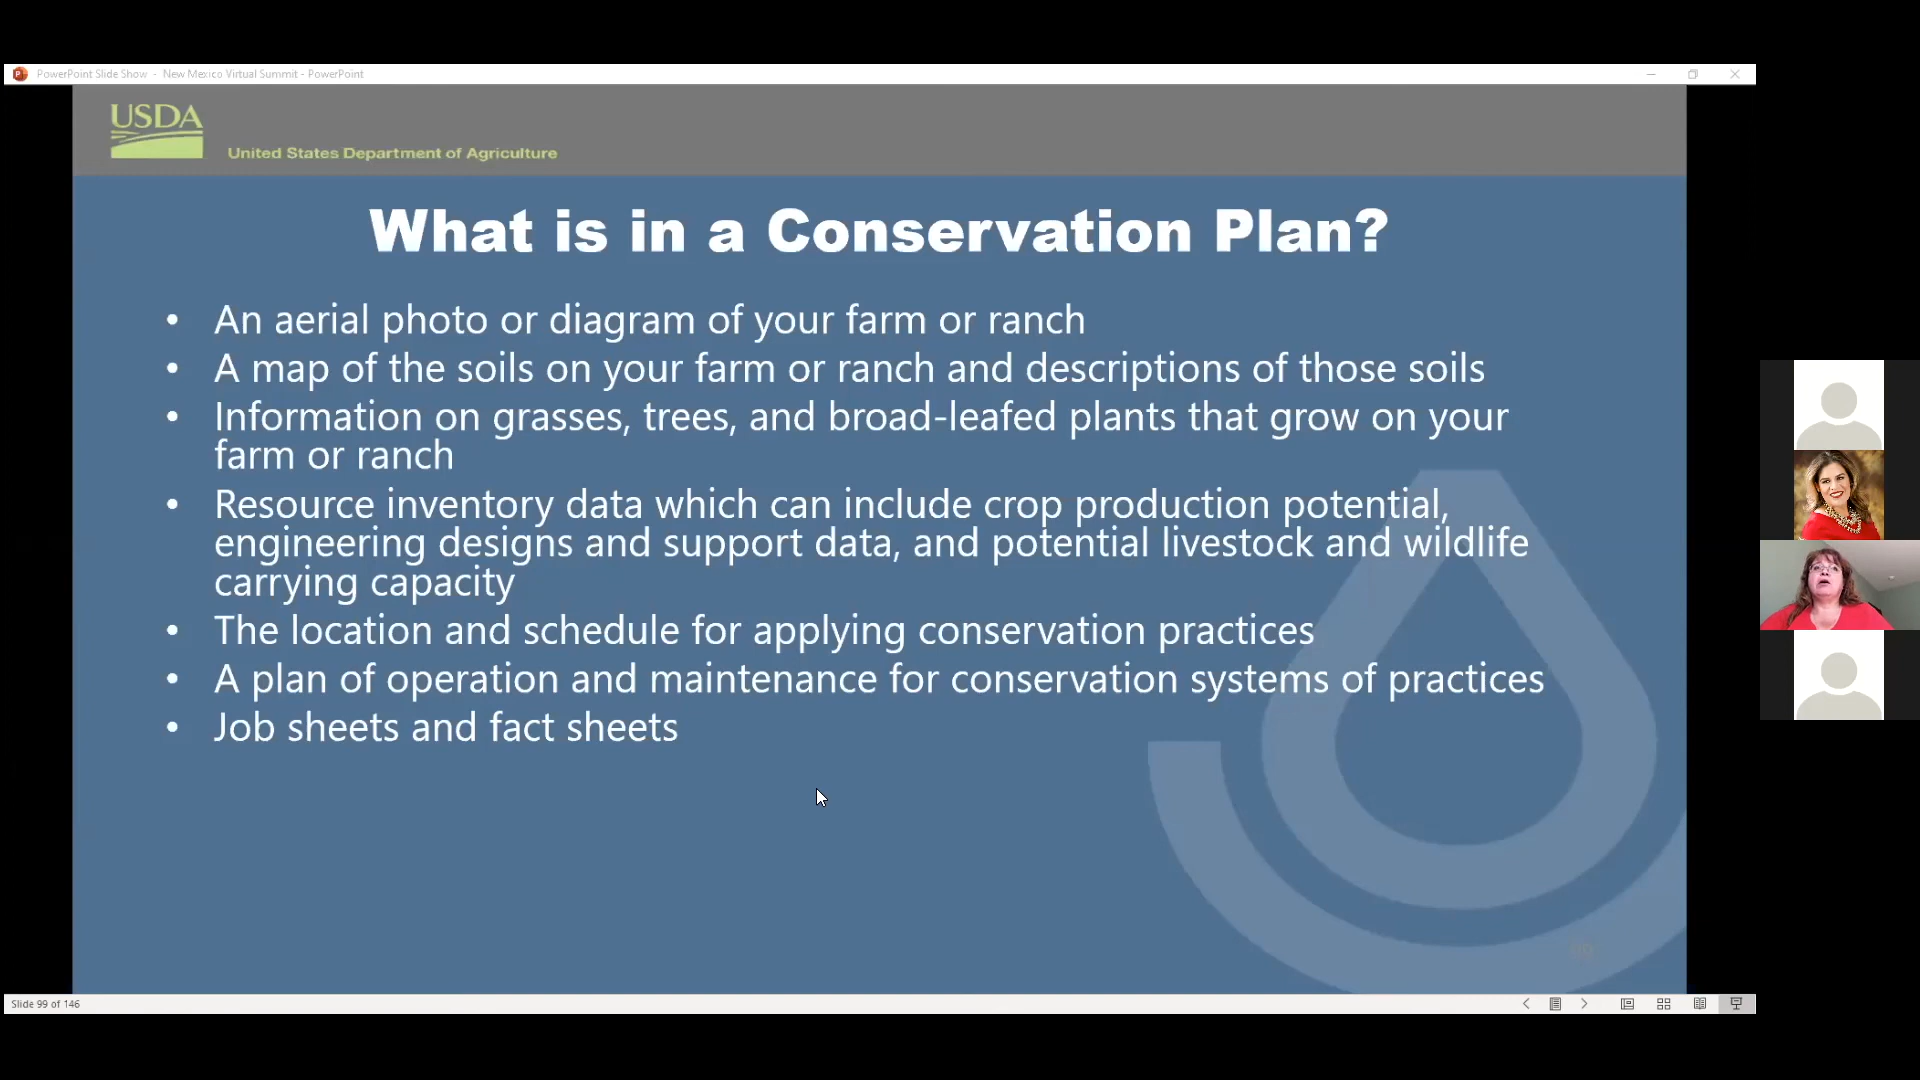 PowerPoint Slide Show - New Mexico Virtual Summit - PowerPoint
USDA
United States Department of Agriculture
What is in a Conservation Plan?
• An aerial photo or diagram of your farm or ranch
• A map of the soils on your farm or ranch and descriptions of those soils
• Information on grasses, trees, and broad-leafed plants that grow on your
farm or ranch
• Resource inventory data which can include crop production potential,
engineering designs and support data, and potential livestock and wildlife
carrying capacity
• The location and schedule for applying conservation practices
• A plan of operation and maintenance for conservation systems of practices
• Job sheets and fact sheets
99
Slide 99 of 146